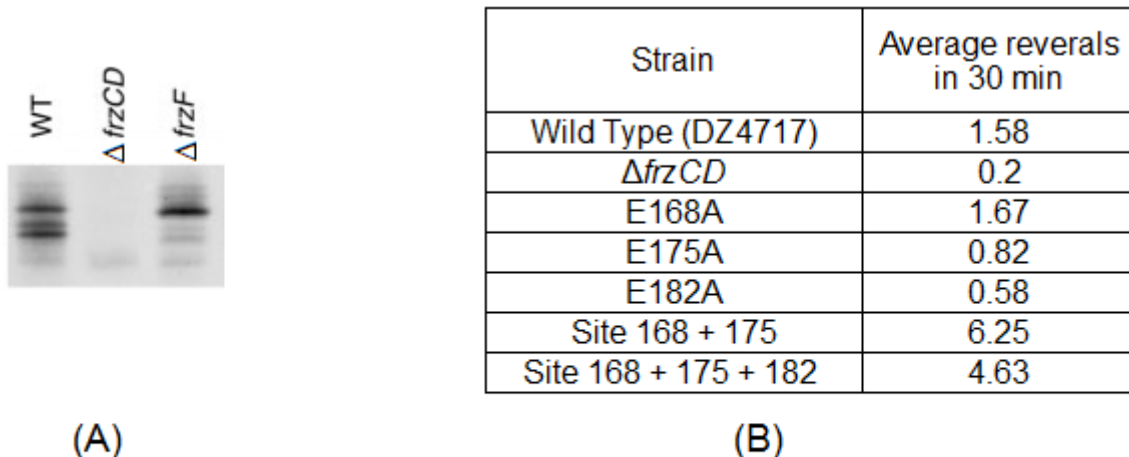 WT
Δ frzCD
Δ frzF
(A)
Strain Average reverals in 30 min
Wild Type (DZ4717) 1.58
ΔfrzCD 0.2
E168A 1.67
E175A 0.82
E182A 0.58
Site 168 + 175 6.25
Site 168 + 175 + 182 4.63
(B)